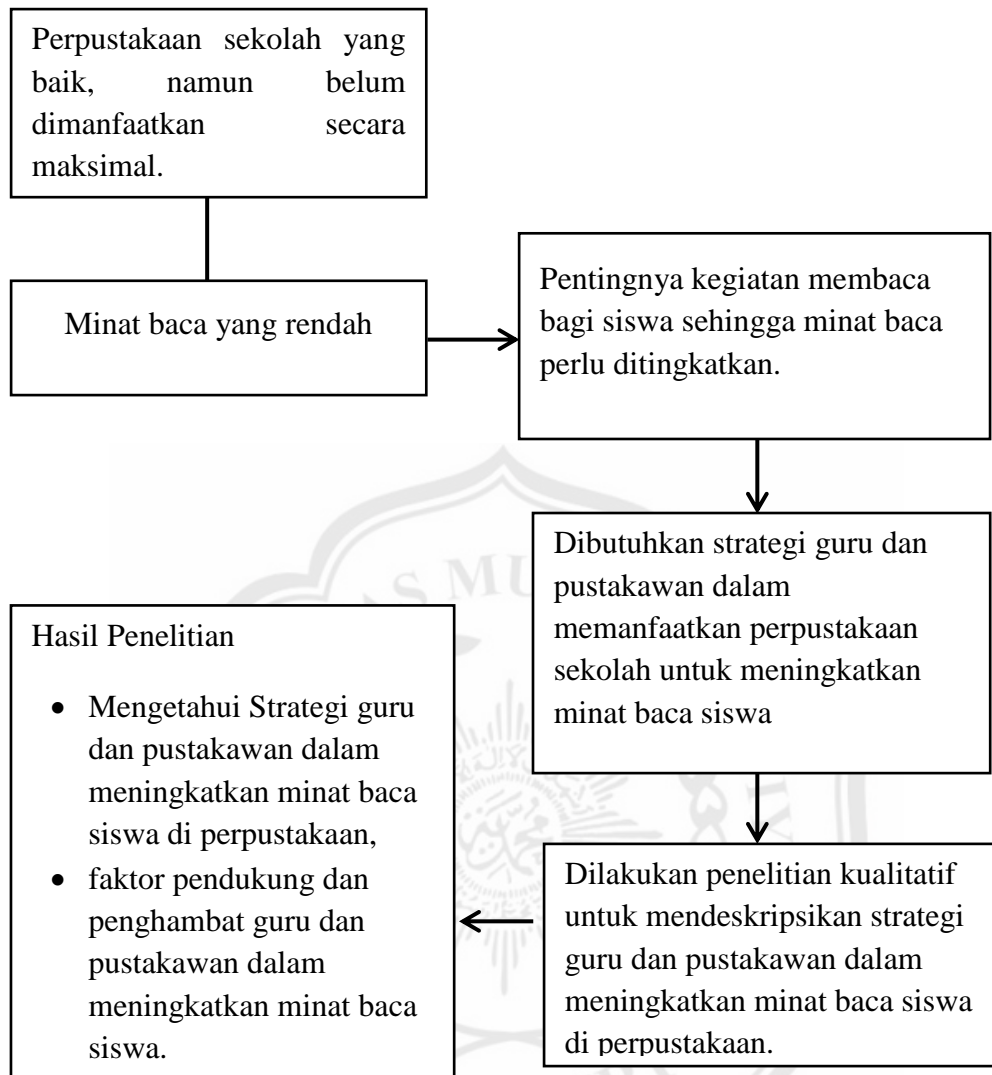 Perpustakaan sekolah yang
baik, namun belum
dimanfaatkan secara
maksimal.
Minat baca yang rendah
Pentingnya kegiatan membaca
bagi siswa sehingga minat baca
perlu ditingkatkan.
Dibutuhkan strategi guru dan
pustakawan dalam
memanfaatkan perpustakaan
sekolah untuk meningkatkan
minat baca siswa
Dilakukan penelitian kualitatif
untuk mendeskripsikan strategi
guru dan pustakawan dalam
meningkatkan minat baca siswa
di perpustakaan.
Hasil Penelitian
• Mengetahui Strategi guru
dan pustakawan dalam
meningkatkan minat baca
siswa di perpustakaan,
• faktor pendukung dan
penghambat guru dan
pustakawan dalam
meningkatkan minat baca
siswa.